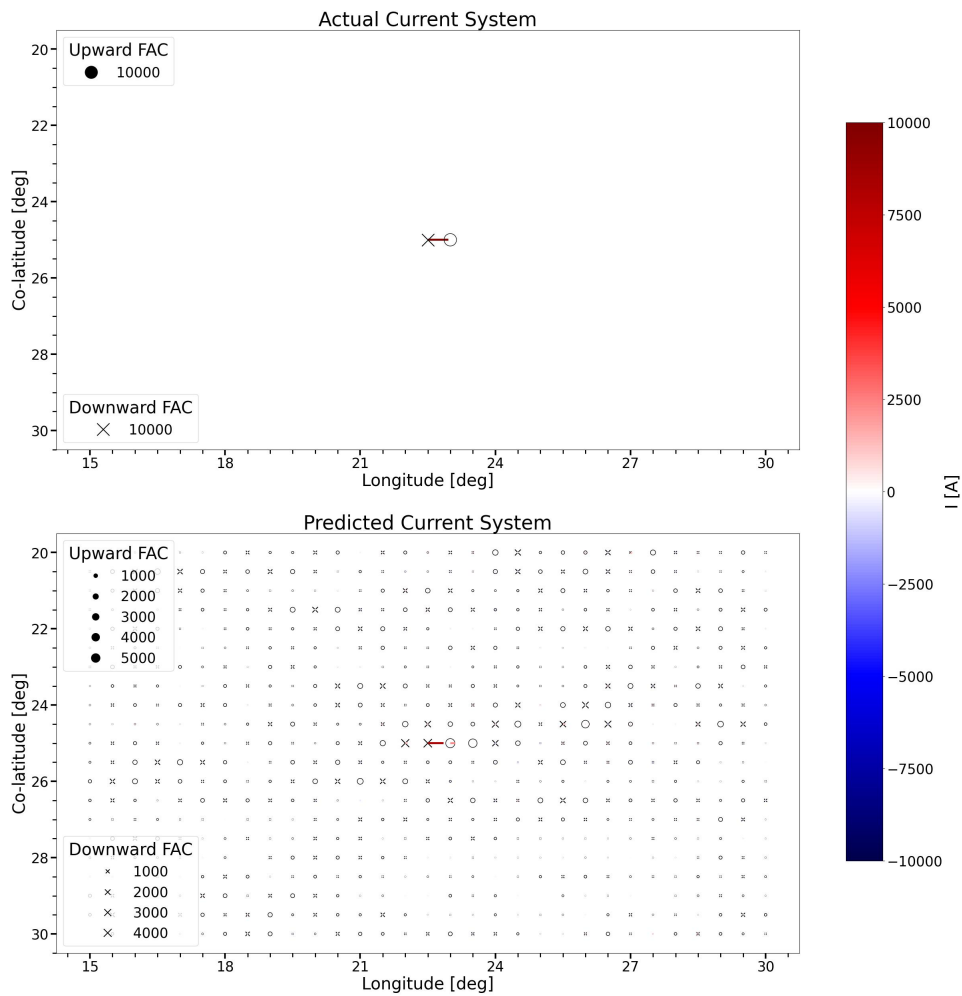 Actual Current System
Upward FAC
10000
Downward FAC
10000
20
22
24
26
28
30
Co-latitude [deg]
15 18 21 24 27 30
Longitude [deg]
Predicted Current System
Upward FAC
1000
2000
3000
4000
5000
Downward FAC
1000
2000
3000
4000
20
22
24
26
28
30
Co-latitude [deg]
15 18 21 24 27 30
Longitude [deg]
10000
7500
5000
2500
0
−2500
−5000
−7500
−10000
I [A]